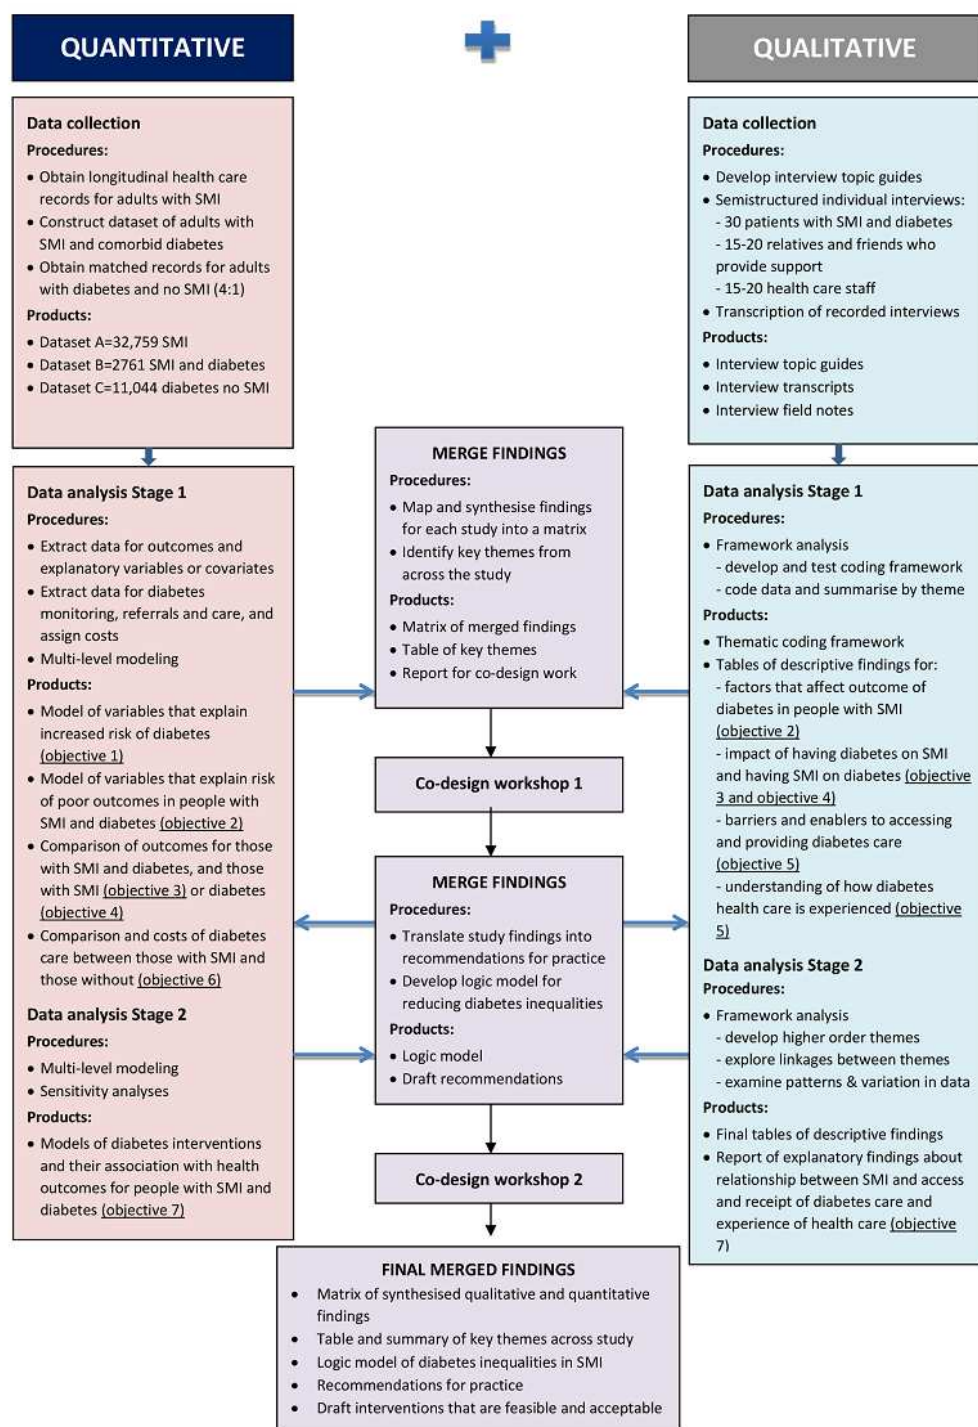 QUANTITATIVE
Data collection
Procedures:
• Obtain longitudinal health care
records for adults with SMI
• Construct dataset of adults with
SMI and comorbid diabetes
• Obtain matched records for adults
with diabetes and no SMI (4:1)
Products:
• Dataset A=32,759 SMI
• Dataset B=2761 SMI and diabetes
• Dataset C=11,044 diabetes no SMI
Data analysis Stage 1
Procedures:
• Extract data for outcomes and
explanatory variables or covariates
• Extract data for diabetes
monitoring, referrals and care, and
assign costs
• Multi-level modeling
Products:
• Model of variables that explain
increased risk of diabetes
(objective 1)
• Model of variables that explain risk
of poor outcomes in people with
SMI and diabetes (objective 2)
• Comparison of outcomes for those
with SMI and diabetes, and those
with SMI (objective 3) or diabetes
(objective 4)
• Comparison and costs of diabetes
care between those with SMI and
those without (objective 6)
Data analysis Stage 2
Procedures:
• Multi-level modeling
• Sensitivity analyses
Products:
• Models of diabetes interventions
and their association with health
outcomes for people with SMI and
diabetes (objective 7)
MERGE FINDINGS
Procedures:
• Map and synthesise findings
for each study into a matrix
• Identify key themes from
across the study
Products:
• Matrix of merged findings
• Table of key themes
• Report for co-design work
Co-design workshop 1
MERGE FINDINGS
Procedures:
• Translate study findings into
recommendations for practice
• Develop logic model for
reducing diabetes inequalities
Products:
• Logic model
• Draft recommendations
Co-design workshop 2
FINAL MERGED FINDINGS
• Matrix of synthesised qualitative and quantitative
findings
• Table and summary of key themes across study
• Logic model of diabetes inequalities in SMI
• Recommendations for practice
• Draft interventions that are feasible and acceptable
QUALITATIVE
Data collection
Procedures:
• Develop interview topic guides
• Semistructured individual interviews:
- 30 patients with SMI and diabetes
- 15-20 relatives and friends who
provide support
- 15-20 health care staff
• Transcription of recorded interviews
Products:
• Interview topic guides
• Interview transcripts
• Interview field notes
Data analysis Stage 1
Procedures:
• Framework analysis
- develop and test coding framework
- code data and summarise by theme
Products:
• Thematic coding framework
• Tables of descriptive findings for:
- factors that affect outcome of
diabetes in people with SMI
(objective 2)
- impact of having diabetes on SMI
and having SMI on diabetes (objective
3 and objective 4)
- barriers and enablers to accessing
and providing diabetes care
(objective 5)
- understanding of how diabetes
health care is experienced (objective
5)
Data analysis Stage 2
Procedures:
• Framework analysis
- develop higher order themes
- explore linkages between themes
- examine patterns & variation in data
Products:
• Final tables of descriptive findings
• Report of explanatory findings about
relationship between SMI and access
and receipt of diabetes care and
experience of health care (objective
7)